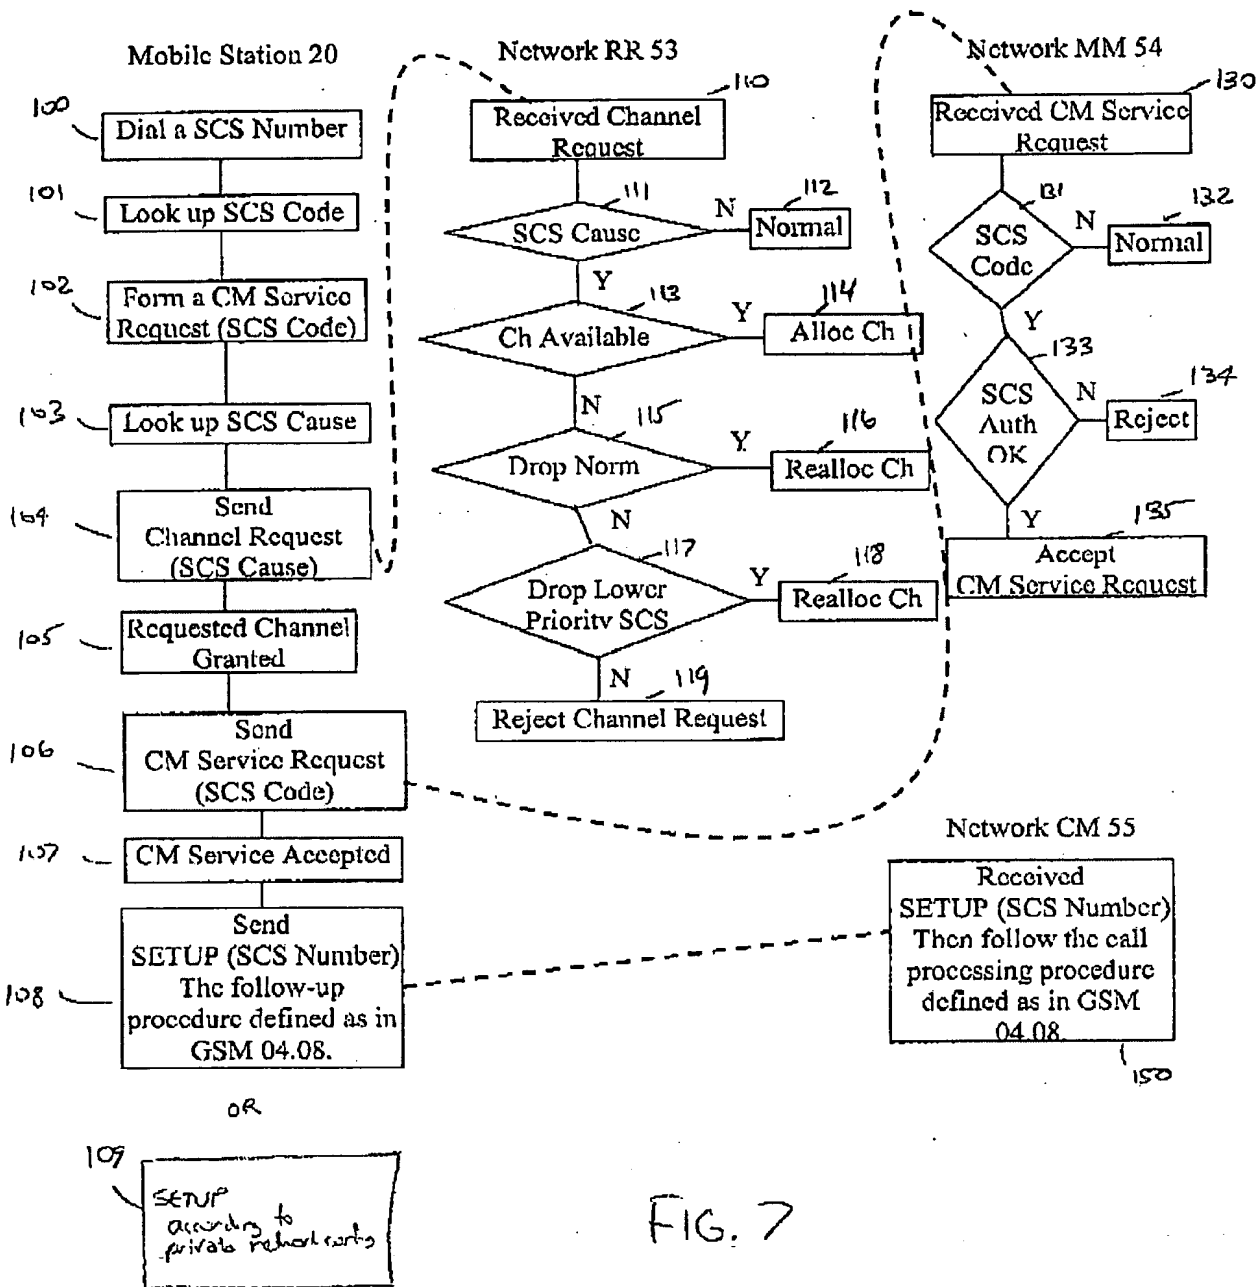 Mobile Station 20
100
Dial a SCS Number
101
Look up SCS Code
102
Form a CM Service
Request (SCS Code)
103
Look up SCS Cause
104
Send
Channel Request
(SCS Cause)
105
Requested Channel
Granted
106
Send
CM Service Request
(SCS Code)
107
CM Service Accepted
108
Send
SETUP (SCS Number)
The follow-up
procedure defined as in
GSM 04.08.
OR
109
SETUP
according to
private network
Network RR 53
110
Received Channel
Request
111
SCS Cause
N
112
Normal
Y
113
Ch Available
Y
114
Alloc Ch
N
115
Drop Norm
Y
116
Realloc Ch
N
117
Drop Lower
Priority SCS
Y
118
Realloc Ch
N
119
Reject Channel Request
Network MM 54
130
Received CM Service
Request
131
SCS
Code
N
132
Normal
Y
133
SCS
Auth
OK
N
134
Reject
Y
135
Accept
CM Service Request
Network CM 55
Received
SETUP (SCS Number)
Then follow the call
processing procedure
defined as in GSM
04.08.
150
FIG. 7